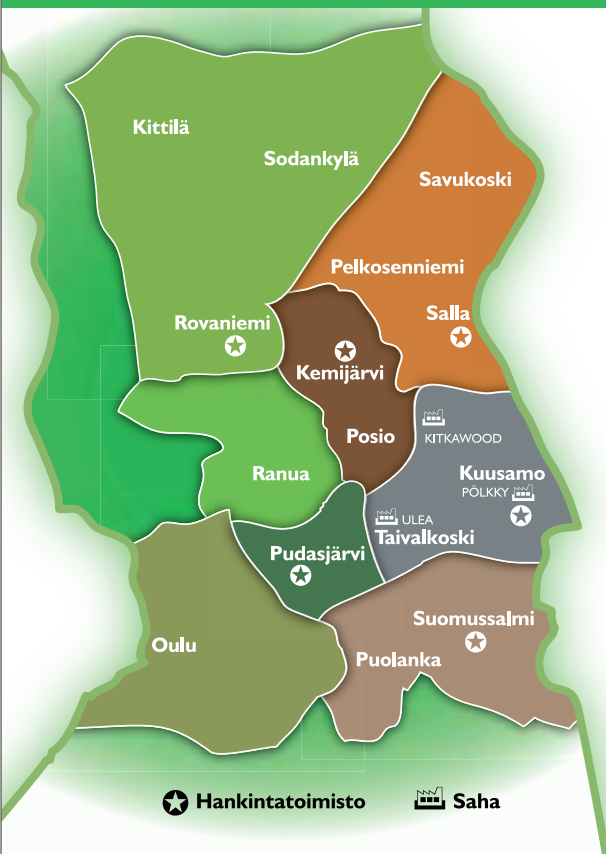 Kittilä
Sodankylä
Savukoski
Pelkosenniemi
Salla
Rovaniemi
Kemijärvi
KITKAWOOD
Posio
Kuusamo
PÖLKKY
Ranua
ULEA
Taivalkoski
Pudasjärvi
Suomussalmi
Oulu
Puolanka
Hankintatoimisto
Saha